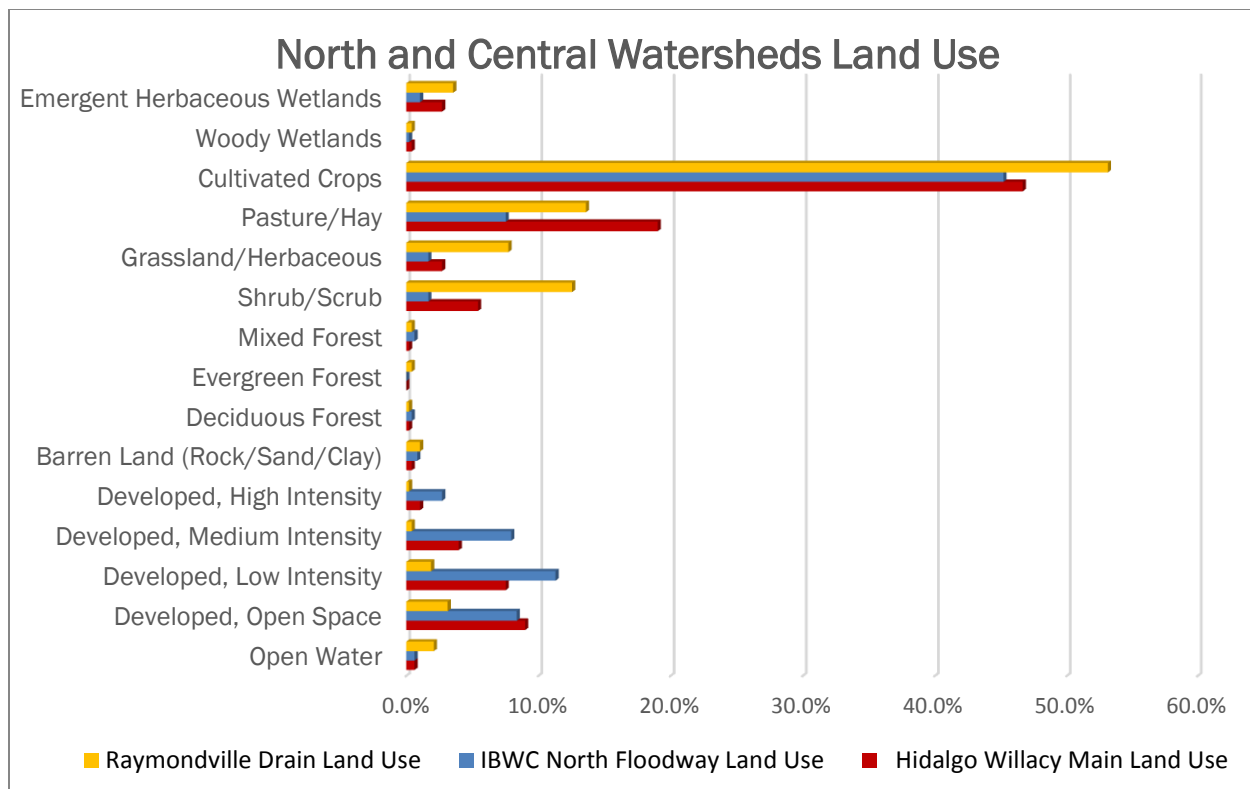 North and Central Watersheds Land Use
Emergent Herbaceous Wetlands
Woody Wetlands
Cultivated Crops
Pasture/Hay
Grassland/Herbaceous
Shrub/Scrub
Mixed Forest
Evergreen Forest
Deciduous Forest
Barren Land (Rock/Sand/Clay)
Developed, High Intensity
Developed, Medium Intensity
Developed, Low Intensity
Developed, Open Space
Open Water
0.0% 10.0% 20.0% 30.0% 40.0% 50.0% 60.0%
Raymondville Drain Land Use IBWC North Floodway Land Use Hidalgo Willacy Main Land Use